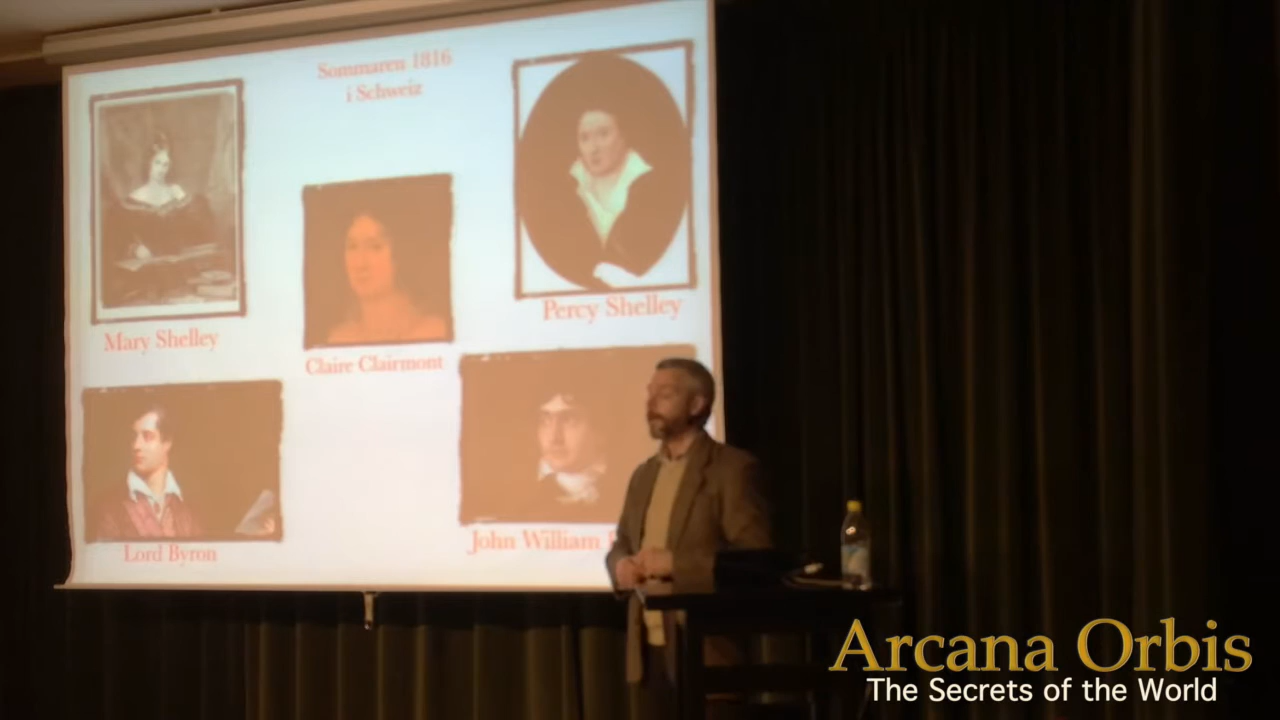 Sommaren 1816
i Schweiz
Mary Shelley
Claire Clairmont
Percy Shelley
Lord Byron
John William
Arcana Orbis
The Secrets of the World